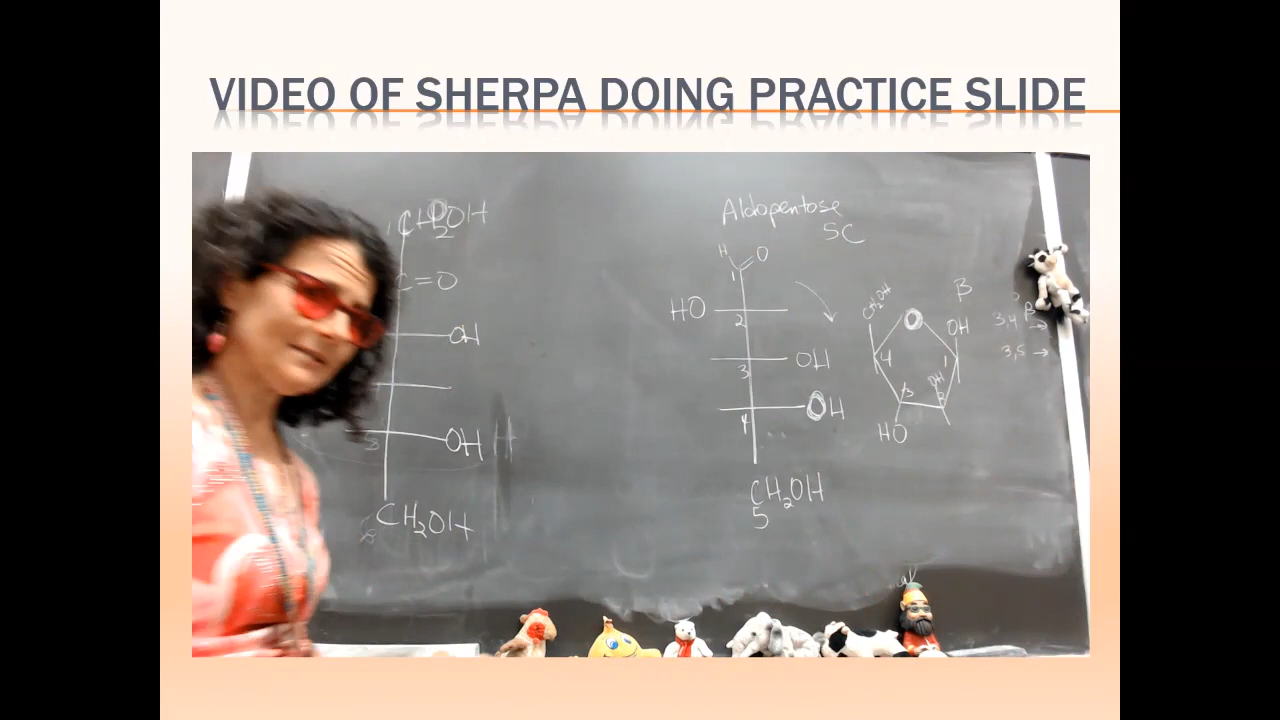 VIDEO OF SHERPA DOING PRACTICE SLIDE
CH2OH
C=O
OH
OH
CH2OH
Aldopentose
5C
H
O
1
HO
2
OH
3
OH
4
CH2OH
5
β
CH2OH
O
OH
4
1
3
OH
2
HO
β
3,4 →
3,5 →